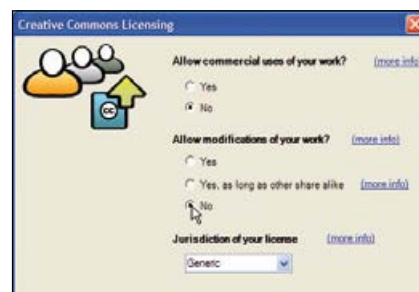 Creative Commons Licensing
Allow commercial uses of your work? (more info)
Yes
No
Allow modifications of your work? (more info)
Yes
Yes, as long as other share alike (more info)
No
Jurisdiction of your license (more info)
Generic
cc